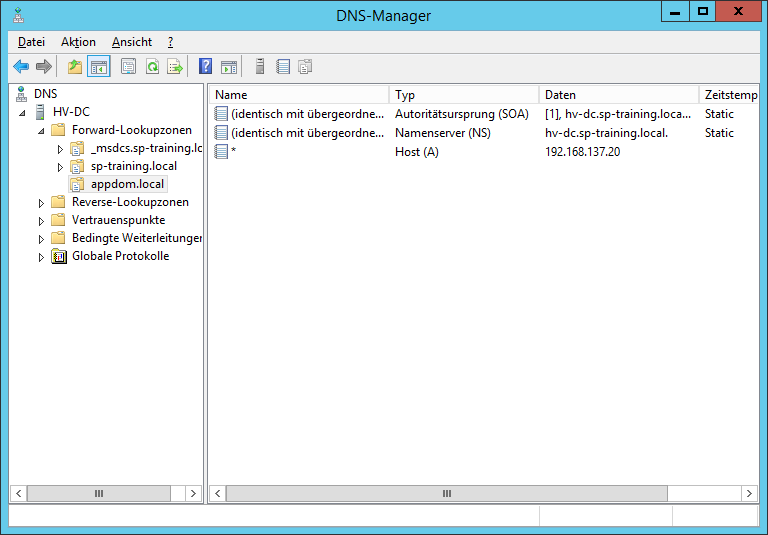 DNS-Manager
Datei Aktion Ansicht ?
DNS
HV-DC
Forward-Lookupzonen
_msdcs.sp-training.lo
sp-training.local
appdom.local
Reverse-Lookupzonen
Vertrauenspunkte
Bedingte Weiterleitungen
Globale Protokolle
Name Typ Daten Zeitstemp
(identisch mit übergeordne... Autoritätsursprung (SOA) [1], hv-dc.sp-training.loca... Static
(identisch mit übergeordne... Namenserver (NS) hv-dc.sp-training.local. Static
* Host (A) 192.168.137.20